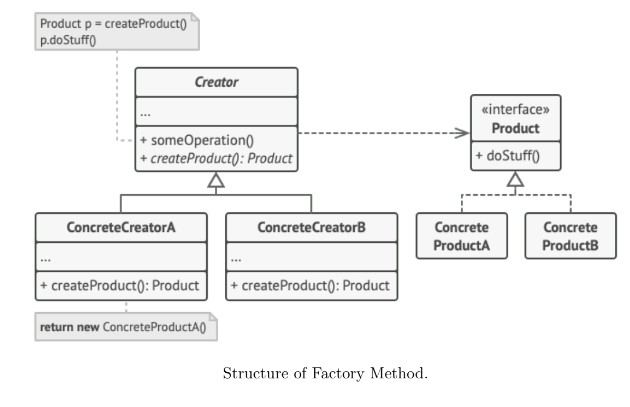 Product p = createProduct()
p.doStuff()
Creator
...
+ someOperation()
+ createProduct(): Product
«interface»
Product
+ doStuff()
ConcreteCreatorA
...
+ createProduct(): Product
ConcreteCreatorB
...
+ createProduct(): Product
Concrete
ProductA
Concrete
ProductB
return new ConcreteProductA()
Structure of Factory Method.